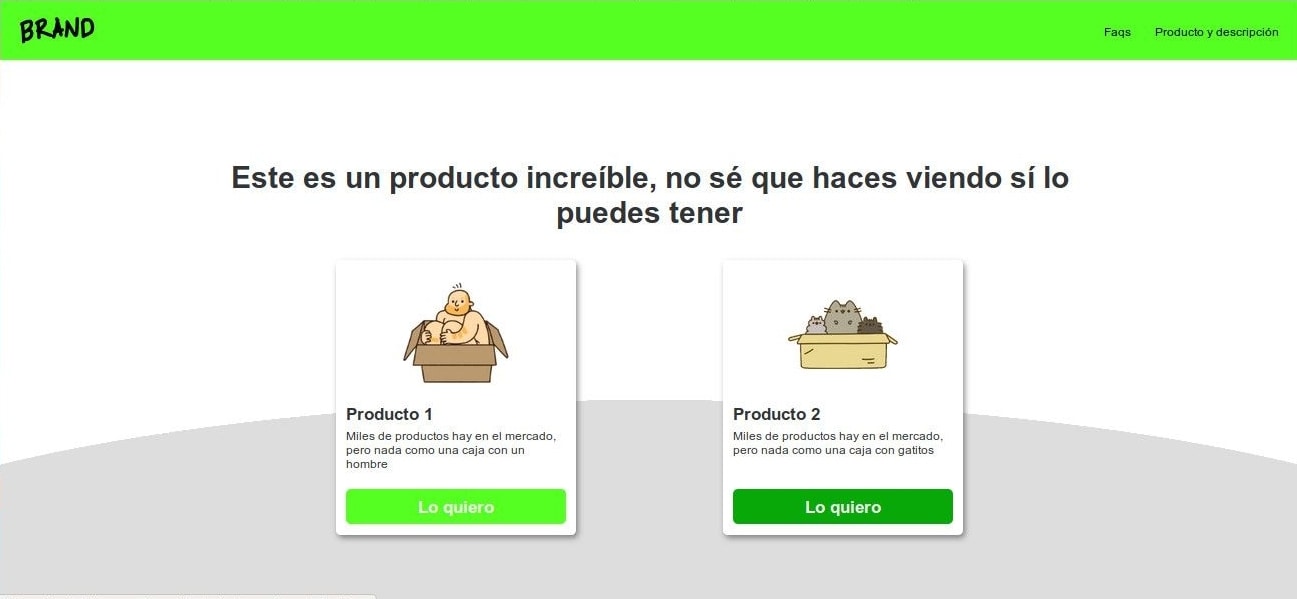 BRAND
Faqs
Producto y descripción
Este es un producto increíble, no sé que haces viendo sí lo
puedes tener
Producto 1
Miles de productos hay en el mercado,
pero nada como una caja con un
hombre
Lo quiero
Producto 2
Miles de productos hay en el mercado,
pero nada como una caja con gatitos
Lo quiero